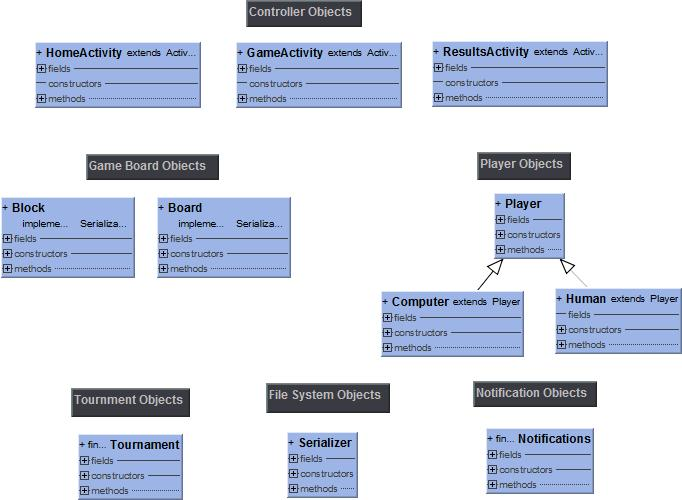 Controller Objects
+ HomeActivity extends Activ...
fields
constructors
methods
+ GameActivity extends Activ...
fields
constructors
methods
+ ResultsActivity extends Activ...
fields
constructors
methods
Game Board Objects
+ Block
impleme... Serializa...
fields
constructors
methods
+ Board
impleme... Serializa...
fields
constructors
methods
Player Objects
+ Player
fields
constructors
methods
+ Computer extends Player
fields
constructors
methods
+ Human extends Player
fields
constructors
methods
Tournment Objects
+ fin... Tournament
fields
constructors
methods
File System Objects
+ Serializer
fields
constructors
methods
Notification Objects
+ fin... Notifications
fields
constructors
methods